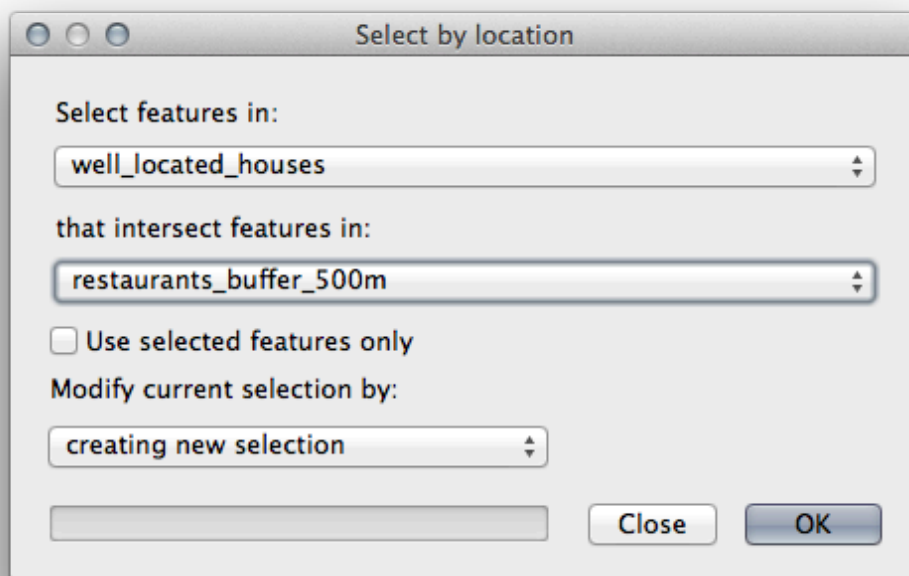 Select by location
Select features in:
well_located_houses
that intersect features in:
restaurants_buffer_500m
Use selected features only
Modify current selection by:
creating new selection
Close OK